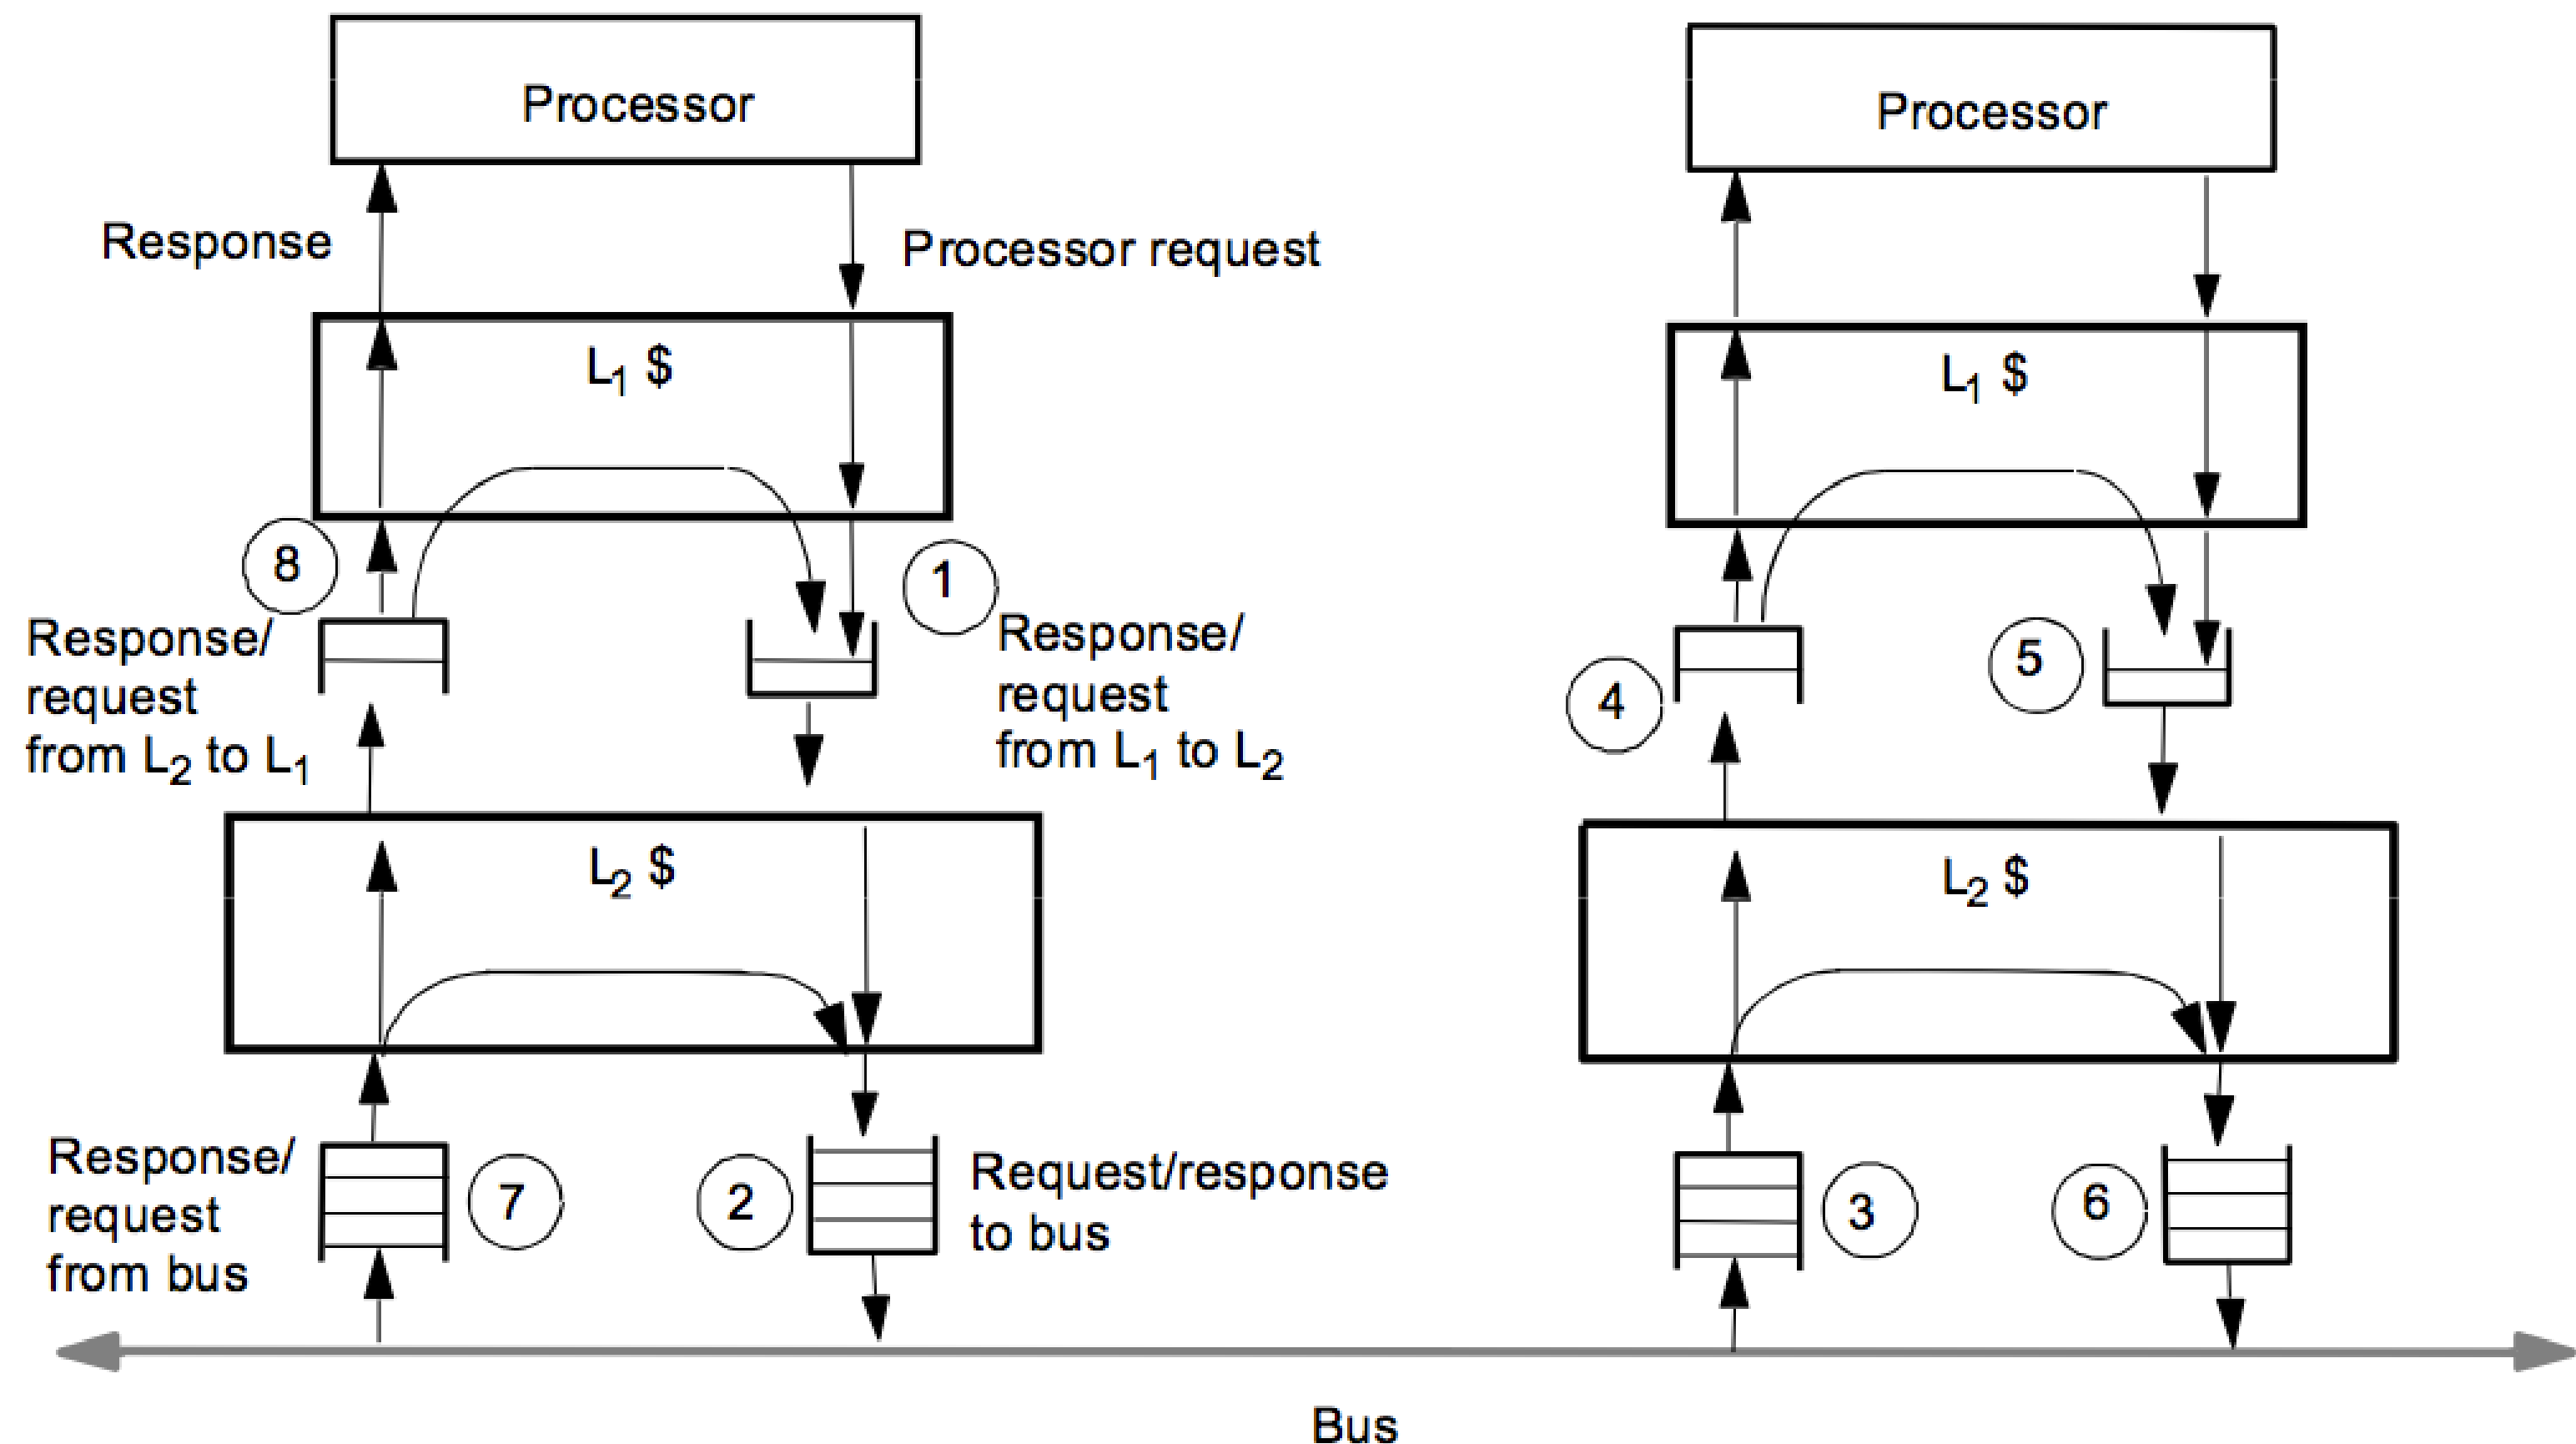 Processor
Processor
Response
Processor request
L1 $
L1 $
8
1
Response/
request
from L2 to L1
Response/
request
from L1 to L2
4
5
L2 $
L2 $
Response/
request
from bus
7
2
Request/response
to bus
3
6
Bus